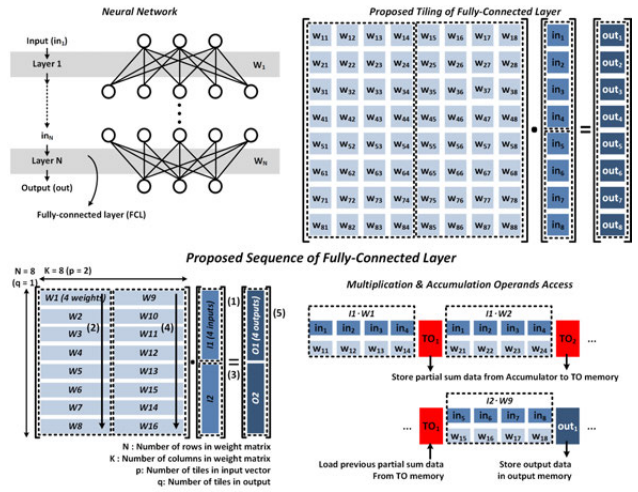 Neural Network
Input (in₁)
Layer 1
W₁
in_N
Layer N
W_N
Output (out)
Fully-connected layer (FCL)
Proposed Tiling of Fully-Connected Layer
w₁₁ w₁₂ w₁₃ w₁₄ w₁₅ w₁₆ w₁₇ w₁₈ in₁ out₁
w₂₁ w₂₂ w₂₃ w₂₄ w₂₅ w₂₆ w₂₇ w₂₈ in₂ out₂
w₃₁ w₃₂ w₃₃ w₃₄ w₃₅ w₃₆ w₃₇ w₃₈ in₃ out₃
w₄₁ w₄₂ w₄₃ w₄₄ w₄₅ w₄₆ w₄₇ w₄₈ in₄ out₄
w₅₁ w₅₂ w₅₃ w₅₄ w₅₅ w₅₆ w₅₇ w₅₈ in₅ out₅
w₆₁ w₆₂ w₆₃ w₆₄ w₆₅ w₆₆ w₆₇ w₆₈ in₆ out₆
w₇₁ w₇₂ w₇₃ w₇₄ w₇₅ w₇₆ w₇₇ w₇₈ in₇ out₇
w₈₁ w₈₂ w₈₃ w₈₄ w₈₅ w₈₆ w₈₇ w₈₈ in₈ out₈
=
Proposed Sequence of Fully-Connected Layer
N = 8
(q = 1)
K = 8 (p = 2)
W1 (4 weights) W9
W2 W10
W3 W11
W4 W12
W5 W13
W6 W15
W7 W14
W8 W16
(2) (4)
I1 (4 inputs)
I2
(1)
=
(3)
O1 (4 outputs)
O2
(5)
N : Number of rows in weight matrix
K : Number of columns in weight matrix
p: Number of tiles in input vector
q: Number of tiles in output
Multiplication & Accumulation Operands Access
I1·W1 I1·W2
in₁ in₂ in₃ in₄ TO₁ in₁ in₂ in₃ in₄ TO₂ ...
w₁₁ w₁₂ w₁₃ w₁₄ w₂₁ w₂₂ w₂₃ w₂₄
Store partial sum data from Accumulator to TO memory
I2·W9
... TO₁ in₅ in₆ in₇ in₈ out₁ ...
w₁₅ w₁₆ w₁₇ w₁₈
Load previous partial sum data
From TO memory
Store output data
in output memory